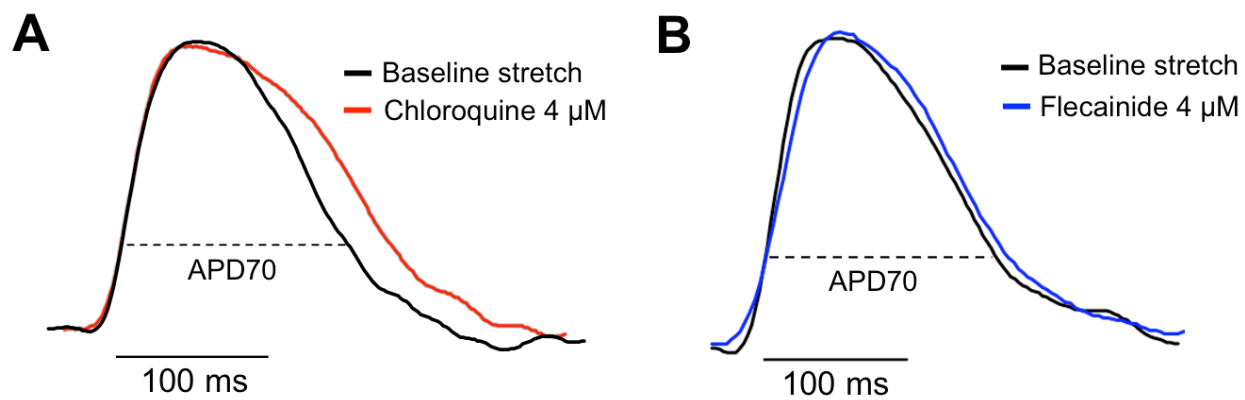 A
Baseline stretch
Chloroquine 4 µM
APD70
100 ms
B
Baseline stretch
Flecainide 4 µM
APD70
100 ms